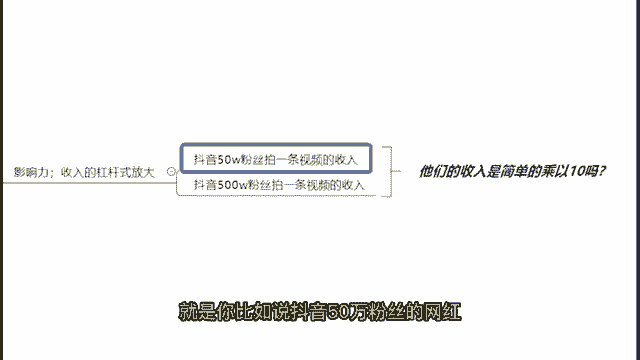 抖音50w粉丝拍一条视频的收入
影响力；收入的杠杆式放大
他们的收入是简单的乘以10吗？
抖音500w粉丝拍一条视频的收入
就是你比如说抖音50万粉丝的网红